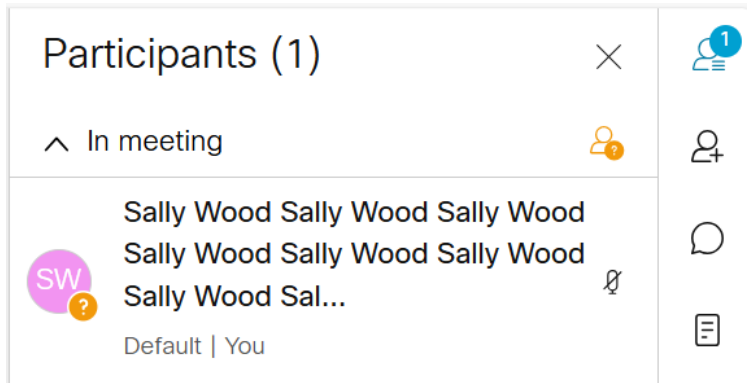 Participants (1)
1
In meeting
?
Sally Wood Sally Wood Sally Wood
Sally Wood Sally Wood Sally Wood
Sally Wood Sal...
SW
?
Default | You